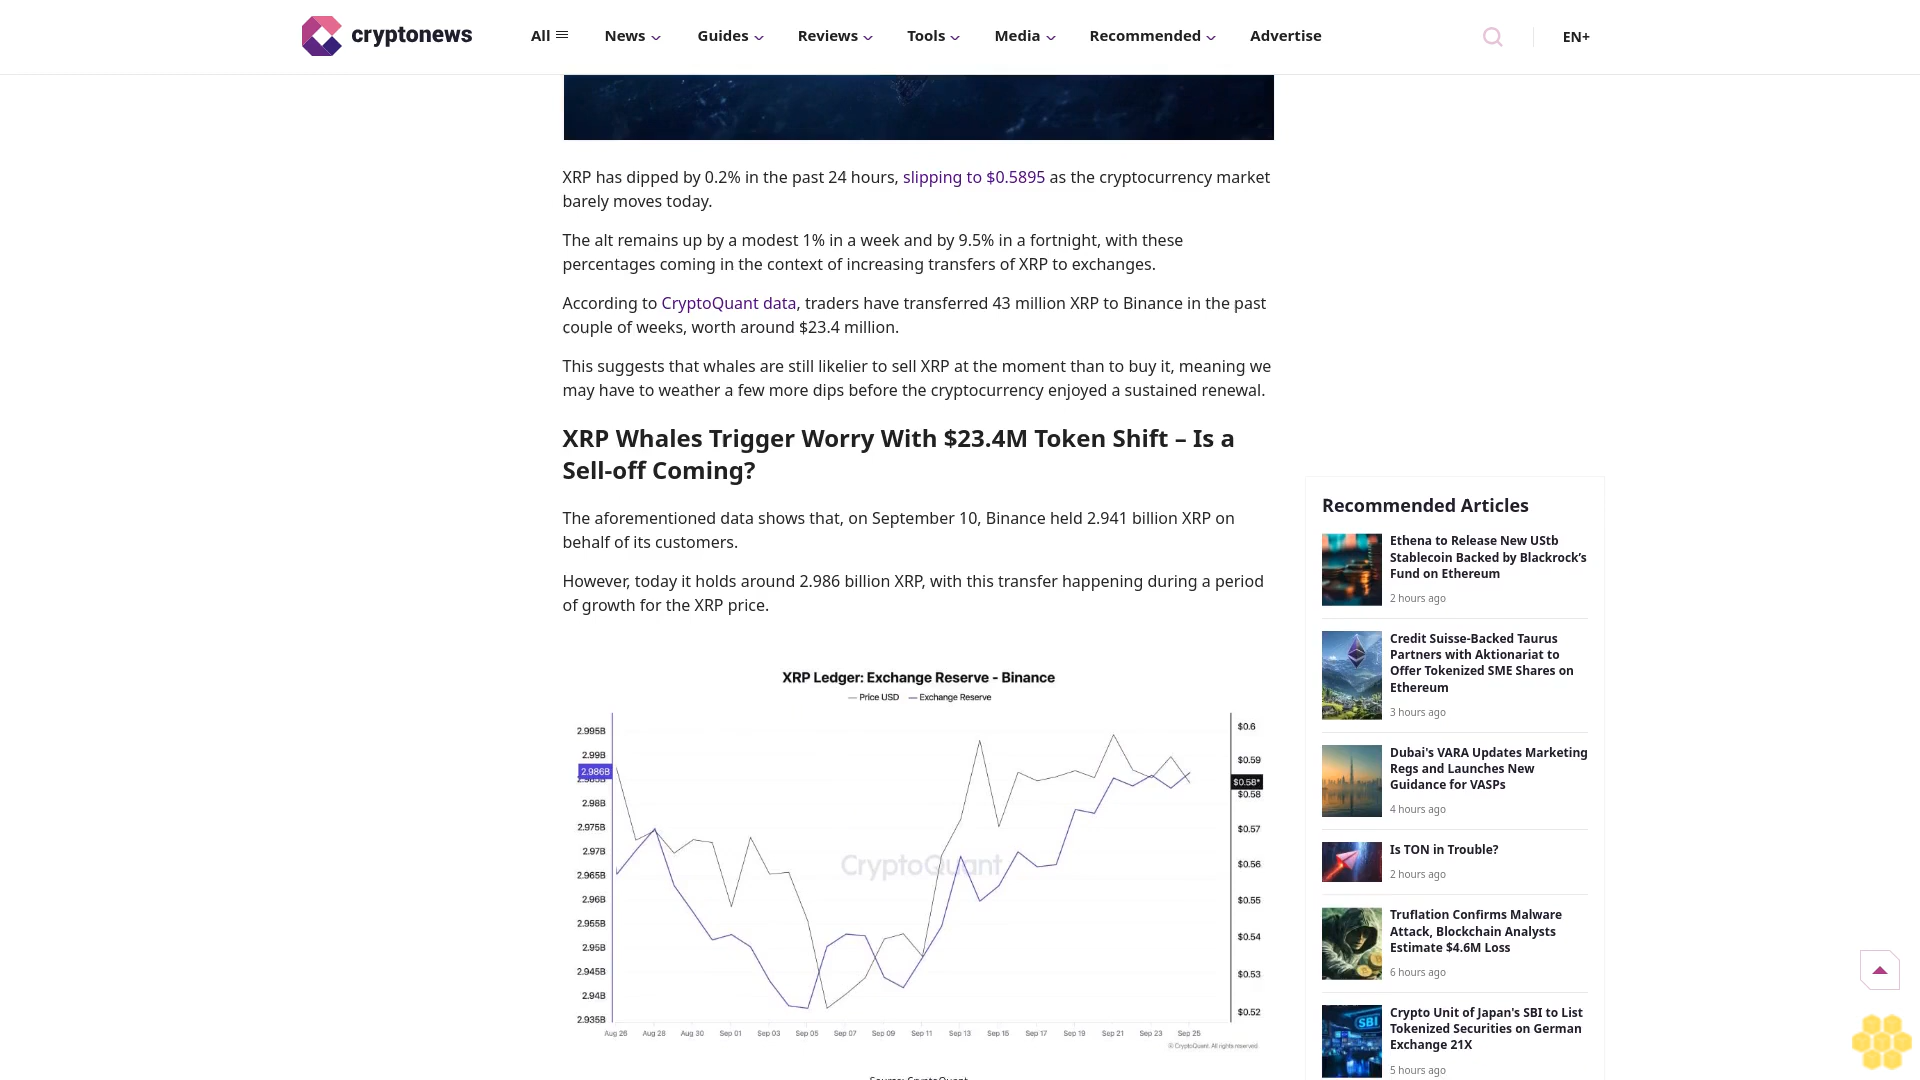 cryptonews
All
News
Guides
Reviews
Tools
Media
Recommended
Advertise
EN+
XRP has dipped by 0.2% in the past 24 hours, slipping to $0.5895 as the cryptocurrency market
barely moves today.
The alt remains up by a modest 1% in a week and by 9.5% in a fortnight, with these
percentages coming in the context of increasing transfers of XRP to exchanges.
According to CryptoQuant data, traders have transferred 43 million XRP to Binance in the past
couple of weeks, worth around $23.4 million.
This suggests that whales are still likelier to sell XRP at the moment than to buy it, meaning we
may have to weather a few more dips before the cryptocurrency enjoyed a sustained renewal.
XRP Whales Trigger Worry With $23.4M Token Shift – Is a
Sell-off Coming?
The aforementioned data shows that, on September 10, Binance held 2.941 billion XRP on
behalf of its customers.
However, today it holds around 2.986 billion XRP, with this transfer happening during a period
of growth for the XRP price.
XRP Ledger: Exchange Reserve - Binance
Price USD Exchange Reserve
2.995B
2.99B
2.986B
2.985B
2.98B
2.975B
2.97B
2.965B
2.96B
2.955B
2.95B
2.945B
2.94B
2.935B
$0.6
$0.59
$0.58*
$0.58
$0.57
$0.56
$0.55
$0.54
$0.53
$0.52
CryptoQuant
Aug 26 Aug 28 Aug 30 Sep 01 Sep 03 Sep 05 Sep 07 Sep 09 Sep 11 Sep 13 Sep 15 Sep 17 Sep 19 Sep 21 Sep 23 Sep 25
© CryptoQuant. All rights reserved.
Source: CryptoQuant
Recommended Articles
Ethena to Release New UStb
Stablecoin Backed by Blackrock’s
Fund on Ethereum
2 hours ago
Credit Suisse-Backed Taurus
Partners with Aktionariat to
Offer Tokenized SME Shares on
Ethereum
3 hours ago
Dubai's VARA Updates Marketing
Regs and Launches New
Guidance for VASPs
4 hours ago
Is TON in Trouble?
2 hours ago
Truflation Confirms Malware
Attack, Blockchain Analysts
Estimate $4.6M Loss
6 hours ago
SBI
Crypto Unit of Japan's SBI to List
Tokenized Securities on German
Exchange 21X
5 hours ago